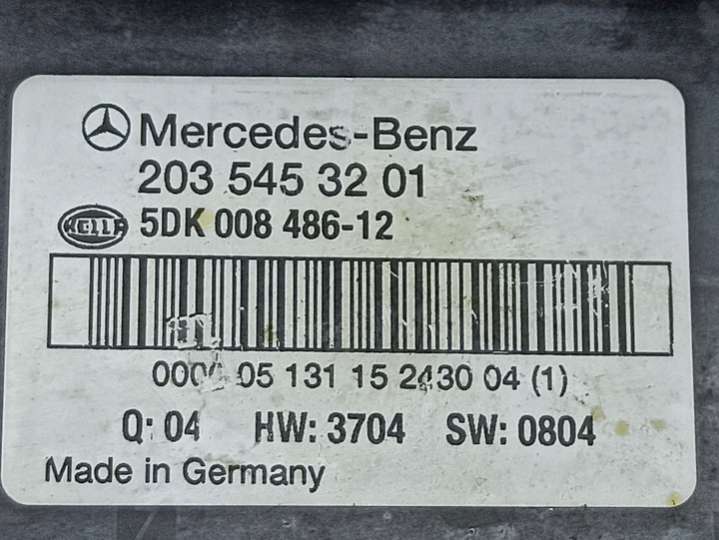 Mercedes-Benz
203 545 32 01
HELLA 5DK 008 486-12
05 131 15 04 (1)
Q: 04 HW: 3704 SW: 0804
Made in Germany